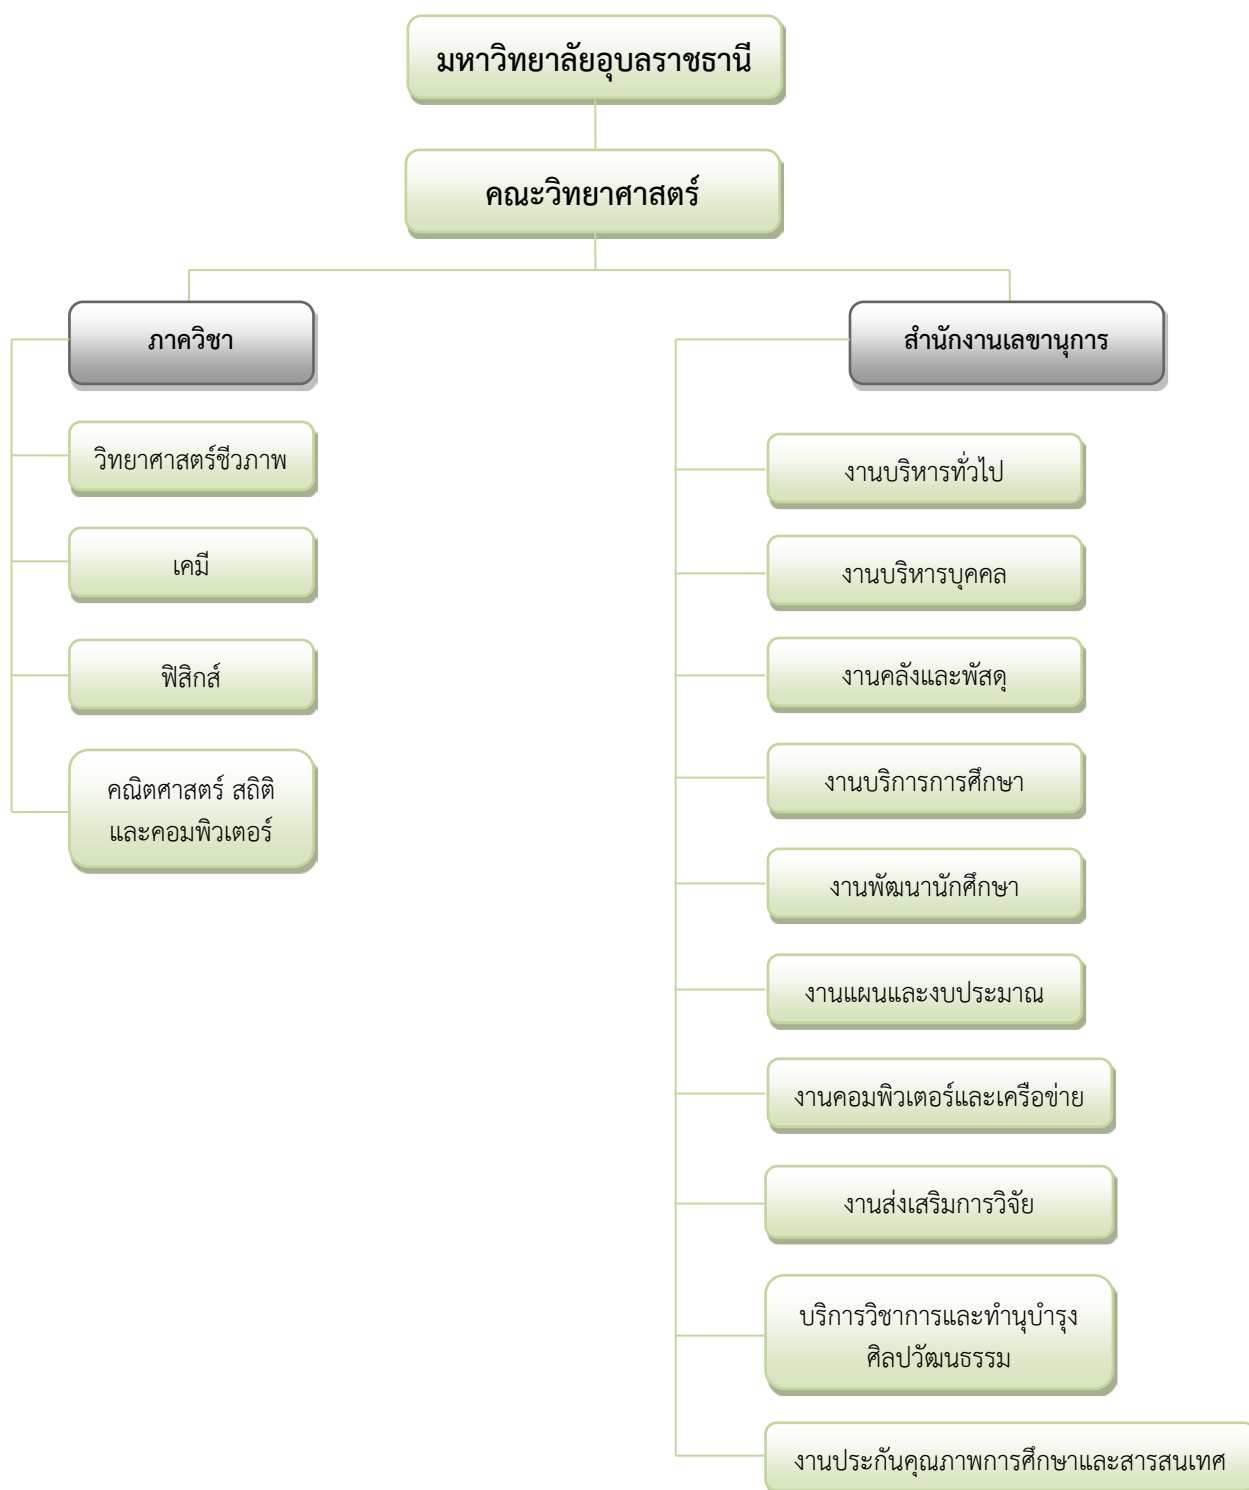 มหาวิทยาลัยอุบลราชธานี
คณะวิทยาศาสตร์
ภาควิชา
วิทยาศาสตร์ชีวภาพ
เคมี
ฟิสิกส์
คณิตศาสตร์ สถิติ
และคอมพิวเตอร์
สำนักงานเลขานุการ
งานบริหารทั่วไป
งานบริหารบุคคล
งานคลังและพัสดุ
งานบริการการศึกษา
งานพัฒนานักศึกษา
งานแผนและงบประมาณ
งานคอมพิวเตอร์และเครือข่าย
งานส่งเสริมการวิจัย
บริการวิชาการและทำนุบำรุง
ศิลปวัฒนธรรม
งานประกันคุณภาพการศึกษาและสารสนเทศ